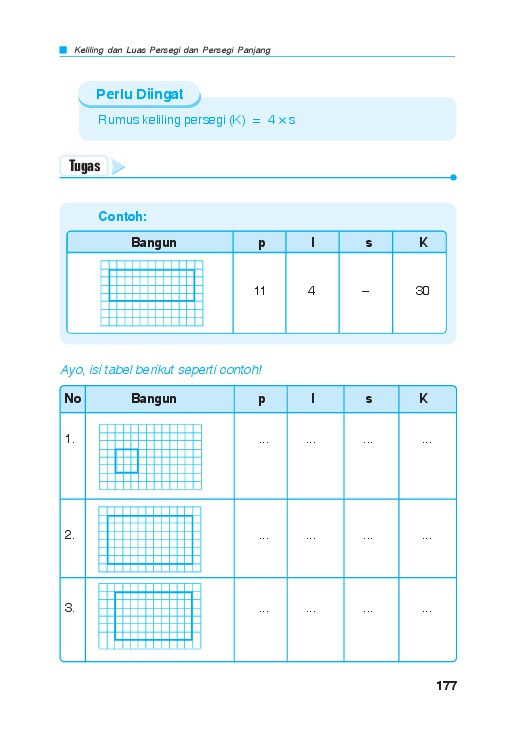 Keliling dan Luas Persegi dan Persegi Panjang
Perlu Diingat
Rumus keliling persegi (K) = 4 × s
Tugas
Contoh:
Bangun p l s K
11 4 – 30
Ayo, isi tabel berikut seperti contoh!
No Bangun p l s K
1. ... ... ... ...
2. ... ... ... ...
3. ... ... ... ...
177